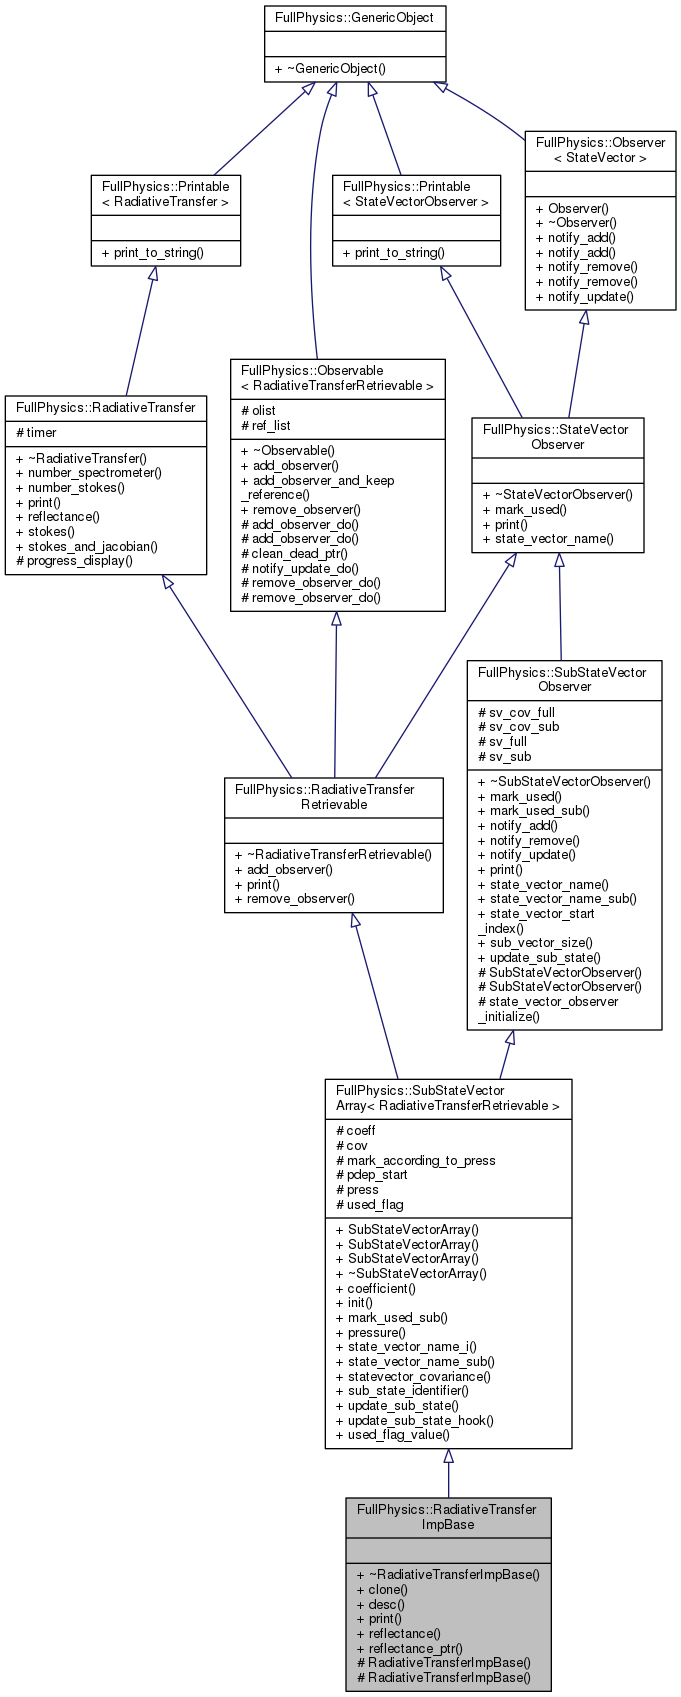 FullPhysics::GenericObject
+ ~GenericObject()
FullPhysics::Observer
< StateVector >
+ Observer()
+ ~Observer()
+ notify_add()
+ notify_add()
+ notify_remove()
+ notify_remove()
+ notify_update()
FullPhysics::Printable
< RadiativeTransfer >
+ print_to_string()
FullPhysics::Printable
< StateVectorObserver >
+ print_to_string()
FullPhysics::Observable
< RadiativeTransferRetrievable >
# olist
# ref_list
+ ~Observable()
+ add_observer()
+ add_observer_and_keep
_reference()
+ remove_observer()
# add_observer_do()
# add_observer_do()
# clean_dead_ptr()
# notify_update_do()
# remove_observer_do()
# remove_observer_do()
FullPhysics::RadiativeTransfer
# timer
+ ~RadiativeTransfer()
+ number_spectrometer()
+ number_stokes()
+ print()
+ reflectance()
+ stokes()
+ stokes_and_jacobian()
# progress_display()
FullPhysics::StateVector
Observer
+ ~StateVectorObserver()
+ mark_used()
+ print()
+ state_vector_name()
FullPhysics::SubStateVector
Observer
# sv_cov_full
# sv_cov_sub
# sv_full
# sv_sub
+ ~SubStateVectorObserver()
+ mark_used()
+ mark_used_sub()
+ notify_add()
+ notify_remove()
+ notify_update()
+ print()
+ state_vector_name()
+ state_vector_name_sub()
+ state_vector_start
_index()
+ sub_vector_size()
+ update_sub_state()
# SubStateVectorObserver()
# SubStateVectorObserver()
# state_vector_observer
_initialize()
FullPhysics::RadiativeTransfer
Retrievable
+ ~RadiativeTransferRetrievable()
+ add_observer()
+ print()
+ remove_observer()
FullPhysics::SubStateVector
Array< RadiativeTransferRetrievable >
# coeff
# cov
# mark_according_to_press
# pdep_start
# press
# used_flag
+ SubStateVectorArray()
+ SubStateVectorArray()
+ SubStateVectorArray()
+ ~SubStateVectorArray()
+ coefficient()
+ init()
+ mark_used_sub()
+ pressure()
+ state_vector_name_i()
+ state_vector_name_sub()
+ statevector_covariance()
+ sub_state_identifier()
+ update_sub_state()
+ update_sub_state_hook()
+ used_flag_value()
FullPhysics::RadiativeTransfer
ImpBase
+ ~RadiativeTransferImpBase()
+ clone()
+ desc()
+ print()
+ reflectance()
+ reflectance_ptr()
# RadiativeTransferImpBase()
# RadiativeTransferImpBase()